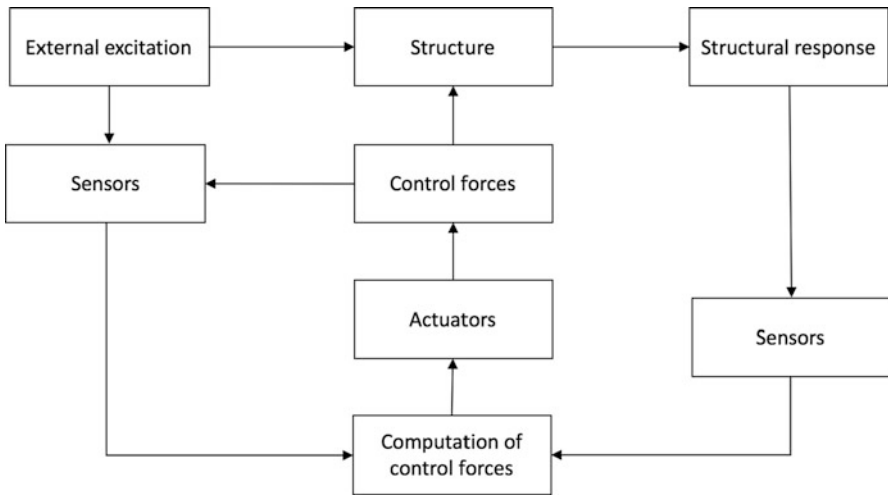 External excitation
Structure
Structural response
Sensors
Control forces
Actuators
Sensors
Computation of
control forces